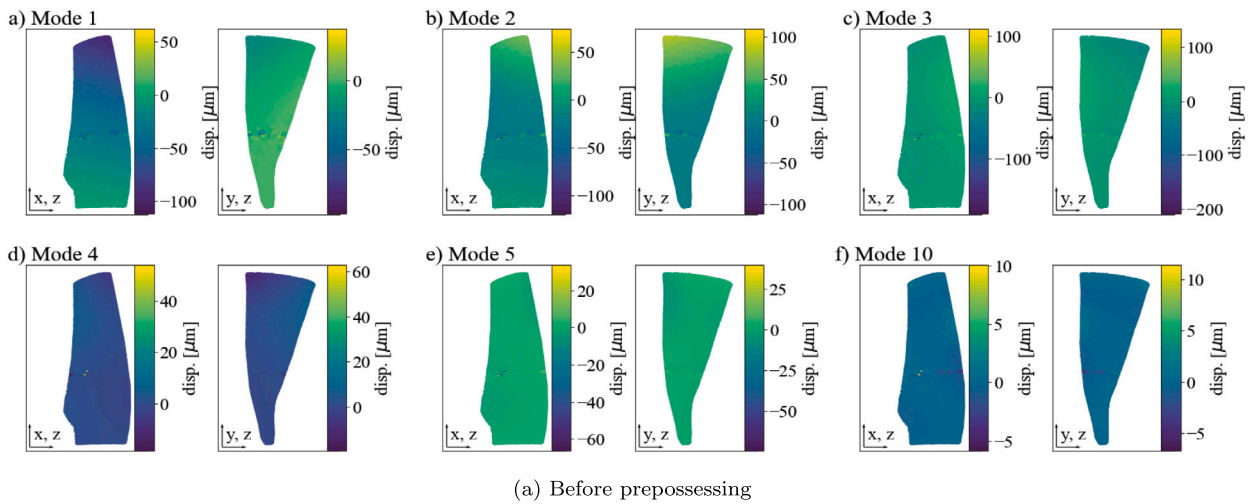 a) Mode 1
50
0
−50
−100
disp. [μm]
0
−50
disp. [μm]
x, z
y, z
b) Mode 2
50
0
−50
−100
disp. [μm]
100
50
0
−50
−100
disp. [μm]
x, z
y, z
c) Mode 3
100
0
−100
disp. [μm]
100
0
−100
−200
disp. [μm]
x, z
y, z
d) Mode 4
40
20
0
disp. [μm]
60
40
20
0
disp. [μm]
x, z
y, z
e) Mode 5
20
0
−20
−40
−60
disp. [μm]
25
0
−25
−50
disp. [μm]
x, z
y, z
f) Mode 10
10
5
0
−5
disp. [μm]
10
5
0
−5
disp. [μm]
x, z
y, z
(a) Before prepossessing